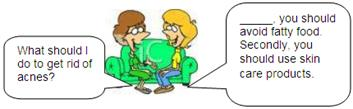 What should I
do to get rid of
acnes?
_____, you should
avoid fatty food.
Secondly, you
should use skin
care products.